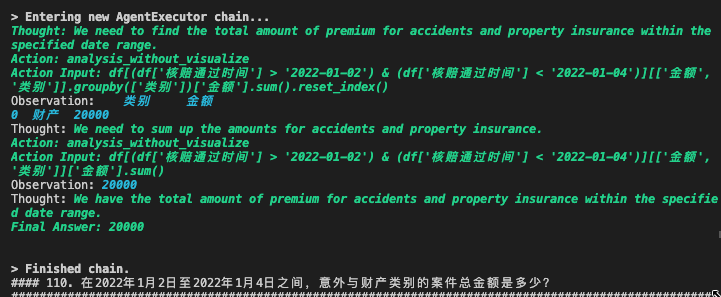 > Entering new AgentExecutor chain...
Thought: We need to find the total amount of premium for accidents and property insurance within the
specified date range.
Action: analysis_without_visualize
Action Input: df[(df['核赔通过时间'] > '2022-01-02') & (df['核赔通过时间'] < '2022-01-04')][['金额',
'类别']].groupby(['类别'])['金额'].sum().reset_index()
Observation:    类别     金额
0  财产  20000
Thought: We need to sum up the amounts for accidents and property insurance.
Action: analysis_without_visualize
Action Input: df[(df['核赔通过时间'] > '2022-01-02') & (df['核赔通过时间'] < '2022-01-04')][['金额',
'类别']]['金额'].sum()
Observation: 20000
Thought: We have the total amount of premium for accidents and property insurance within the specifie
d date range.
Final Answer: 20000
> Finished chain.
#### 110. 在2022年1月2日至2022年1月4日之间，意外与财产类别的案件总金额是多少？